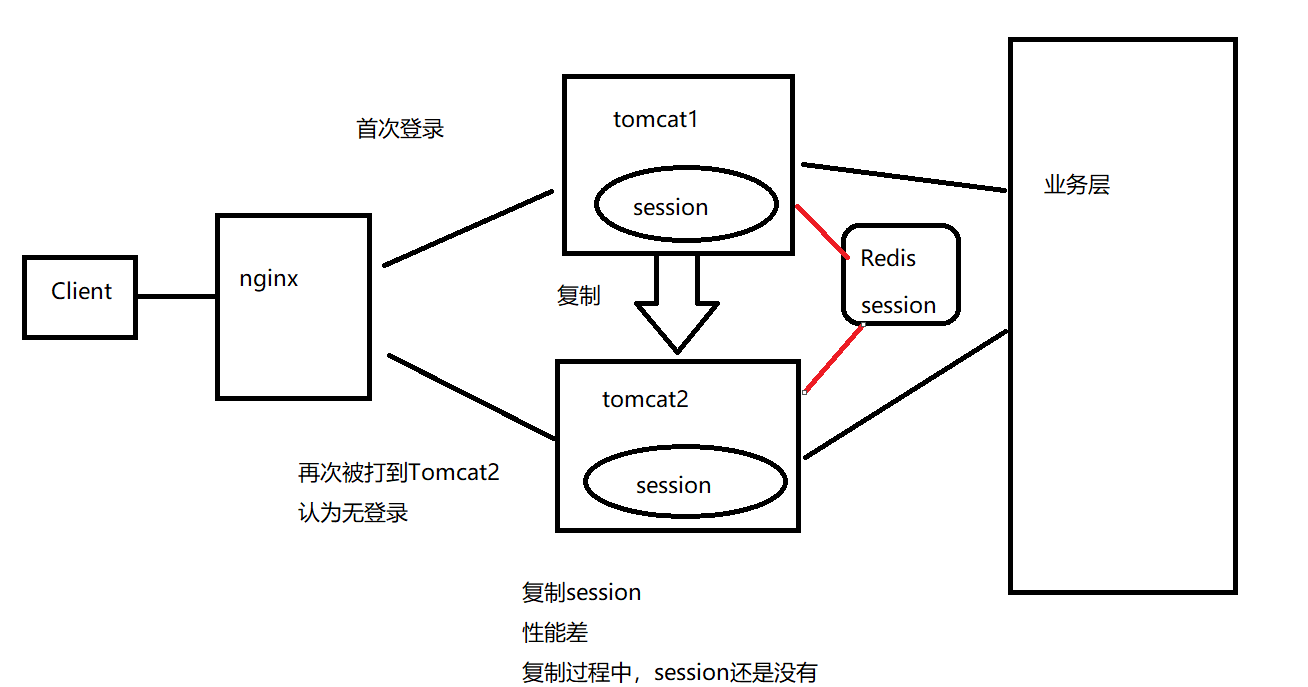 首次登录
tomcat1
session
业务层
Client
nginx
复制
Redis
session
tomcat2
session
再次被打到Tomcat2
认为无登录
复制session
性能差
复制过程中，session还是没有